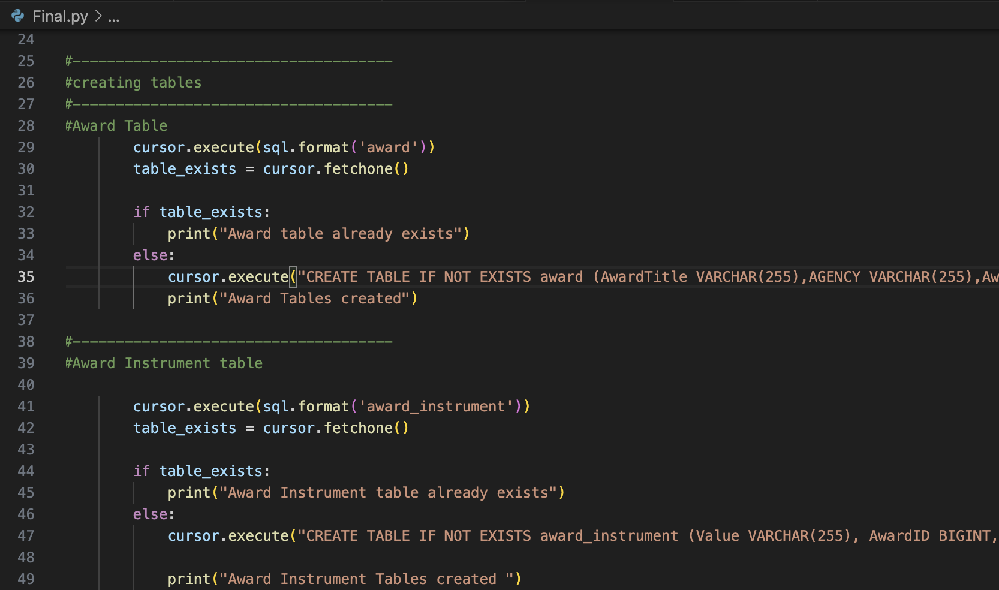 Final.py > ...
24
25 #-------------------------------------
26 #creating tables
27 #-------------------------------------
28 #Award Table
29 cursor.execute(sql.format('award'))
30 table_exists = cursor.fetchone()
31
32 if table_exists:
33 print("Award table already exists")
34 else:
35 cursor.execute("CREATE TABLE IF NOT EXISTS award (AwardTitle VARCHAR(255),AGENCY VARCHAR(255),Aw
36 print("Award Tables created")
37
38 #-------------------------------------
39 #Award Instrument table
40
41 cursor.execute(sql.format('award_instrument'))
42 table_exists = cursor.fetchone()
43
44 if table_exists:
45 print("Award Instrument table already exists")
46 else:
47 cursor.execute("CREATE TABLE IF NOT EXISTS award_instrument (Value VARCHAR(255), AwardID BIGINT,
48
49 print("Award Instrument Tables created ")